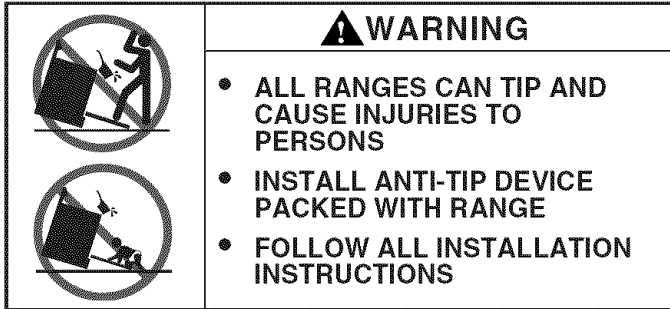 WARNING
• ALL RANGES CAN TIP AND
CAUSE INJURIES TO
PERSONS
• INSTALL ANTI-TIP DEVICE
PACKED WITH RANGE
• FOLLOW ALL INSTALLATION
INSTRUCTIONS